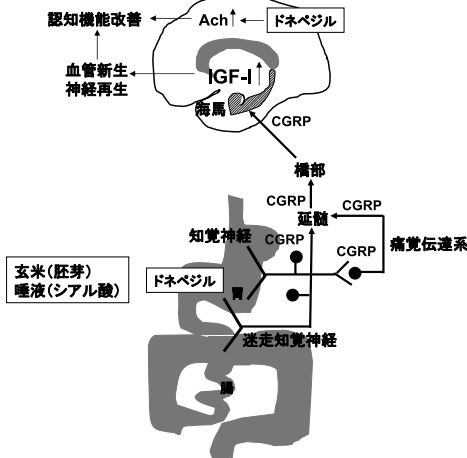 認知機能改善
Ach↑
ドネペジル
血管新生
神経再生
IGF-I↑
海馬
CGRP
橋部
CGRP
延髄
CGRP
知覚神経
CGRP
CGRP
痛覚伝達系
玄米(胚芽)
唾液(シアル酸)
ドネペジル
胃
迷走知覚神経
腸